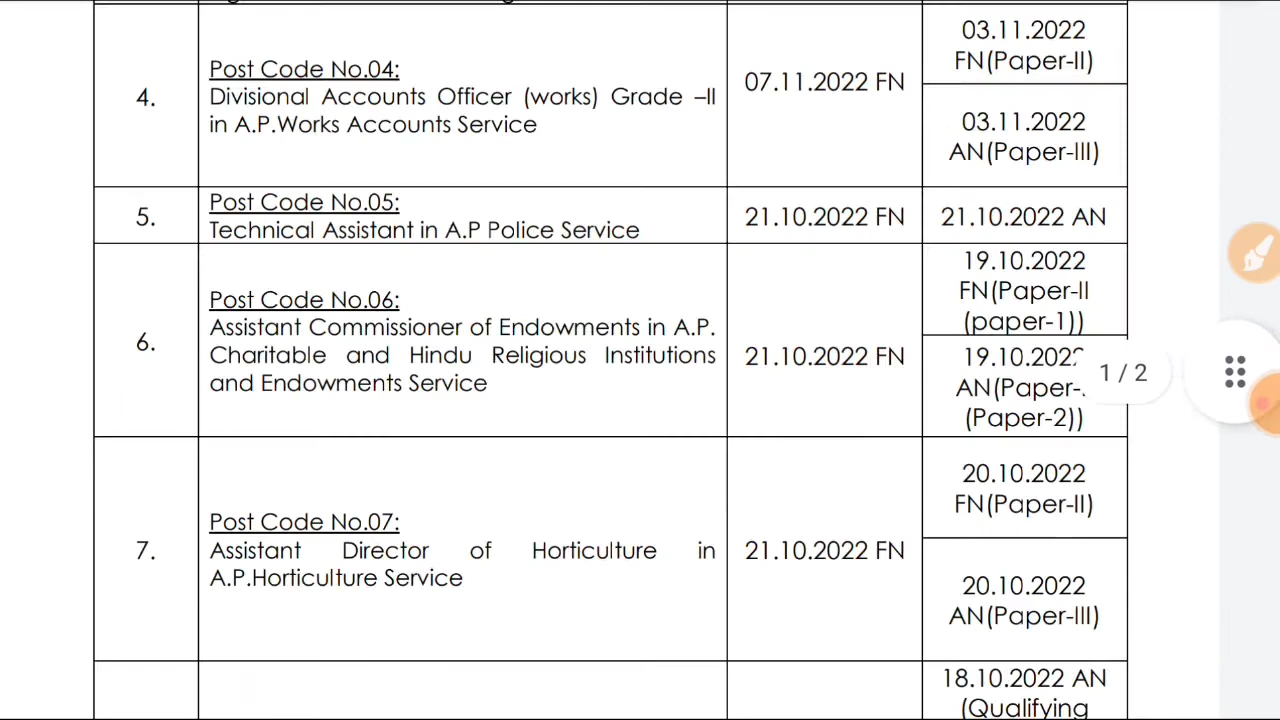 4.
Post Code No.04:
Divisional Accounts Officer (works) Grade –II
in A.P.Works Accounts Service
07.11.2022 FN
03.11.2022
FN(Paper-II)
03.11.2022
AN(Paper-III)
5.
Post Code No.05:
Technical Assistant in A.P Police Service
21.10.2022 FN
21.10.2022 AN
6.
Post Code No.06:
Assistant Commissioner of Endowments in A.P.
Charitable and Hindu Religious Institutions
and Endowments Service
21.10.2022 FN
19.10.2022
FN(Paper-II
(paper-1))
19.10.2022
(Paper-2))
1 / 2
7.
Post Code No.07:
Assistant Director of Horticulture in
A.P.Horticulture Service
21.10.2022 FN
20.10.2022
FN(Paper-II)
20.10.2022
AN(Paper-III)
18.10.2022 AN
(Qualifying